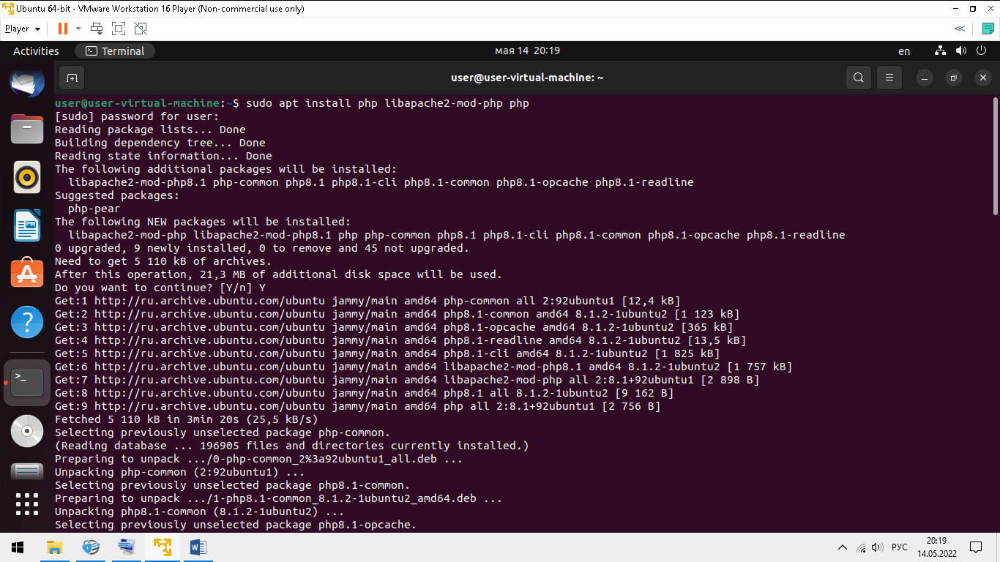 Ubuntu 64-bit - VMware Workstation 16 Player (Non-commercial use only)
Player
Activities
Terminal
мая 14 20:19
en
user@user-virtual-machine: ~
user@user-virtual-machine:~$ sudo apt install php libapache2-mod-php php
[sudo] password for user:
Reading package lists... Done
Building dependency tree... Done
Reading state information... Done
The following additional packages will be installed:
libapache2-mod-php8.1 php-common php8.1 php8.1-cli php8.1-common php8.1-opcache php8.1-readline
Suggested packages:
php-pear
The following NEW packages will be installed:
libapache2-mod-php libapache2-mod-php8.1 php php-common php8.1 php8.1-cli php8.1-common php8.1-opcache php8.1-readline
0 upgraded, 9 newly installed, 0 to remove and 45 not upgraded.
Need to get 5 110 kB of archives.
After this operation, 21,3 MB of additional disk space will be used.
Do you want to continue? [Y/n] Y
Get:1 http://ru.archive.ubuntu.com/ubuntu jammy/main amd64 php-common all 2:92ubuntu1 [12,4 kB]
Get:2 http://ru.archive.ubuntu.com/ubuntu jammy/main amd64 php8.1-common amd64 8.1.2-1ubuntu2 [1 123 kB]
Get:3 http://ru.archive.ubuntu.com/ubuntu jammy/main amd64 php8.1-opcache amd64 8.1.2-1ubuntu2 [365 kB]
Get:4 http://ru.archive.ubuntu.com/ubuntu jammy/main amd64 php8.1-readline amd64 8.1.2-1ubuntu2 [13,5 kB]
Get:5 http://ru.archive.ubuntu.com/ubuntu jammy/main amd64 php8.1-cli amd64 8.1.2-1ubuntu2 [1 825 kB]
Get:6 http://ru.archive.ubuntu.com/ubuntu jammy/main amd64 libapache2-mod-php8.1 amd64 8.1.2-1ubuntu2 [1 757 kB]
Get:7 http://ru.archive.ubuntu.com/ubuntu jammy/main amd64 libapache2-mod-php all 2:8.1+92ubuntu1 [2 898 B]
Get:8 http://ru.archive.ubuntu.com/ubuntu jammy/main amd64 php8.1 all 8.1.2-1ubuntu2 [9 162 B]
Get:9 http://ru.archive.ubuntu.com/ubuntu jammy/main amd64 php all 2:8.1+92ubuntu1 [2 756 B]
Fetched 5 110 kB in 3min 20s (25,5 kB/s)
Selecting previously unselected package php-common.
(Reading database ... 196905 files and directories currently installed.)
Preparing to unpack .../0-php-common_2%3a92ubuntu1_all.deb ...
Unpacking php-common (2:92ubuntu1) ...
Selecting previously unselected package php8.1-common.
Preparing to unpack .../1-php8.1-common_8.1.2-1ubuntu2_amd64.deb ...
Unpacking php8.1-common (8.1.2-1ubuntu2) ...
Selecting previously unselected package php8.1-opcache.
РУС
20:19
14.05.2022